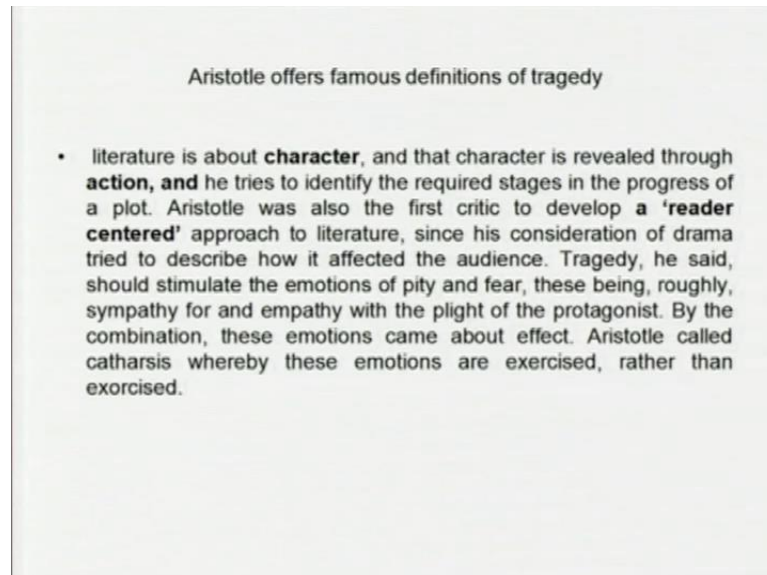 Aristotle offers famous definitions of tragedy
• literature is about character, and that character is revealed through
action, and he tries to identify the required stages in the progress of
a plot. Aristotle was also the first critic to develop a ‘reader
centered’ approach to literature, since his consideration of drama
tried to describe how it affected the audience. Tragedy, he said,
should stimulate the emotions of pity and fear, these being, roughly,
sympathy for and empathy with the plight of the protagonist. By the
combination, these emotions came about effect. Aristotle called
catharsis whereby these emotions are exercised, rather than
exorcised.